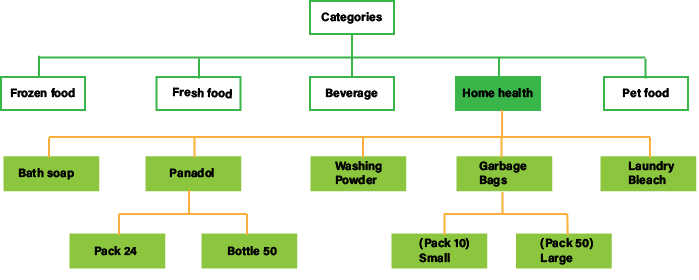 Categories
Frozen food
Fresh food
Beverage
Home health
Pet food
Bath soap
Panadol
Washing
Powder
Garbage
Bags
Laundry
Bleach
Pack 24
Bottle 50
(Pack 10)
Small
(Pack 50)
Large